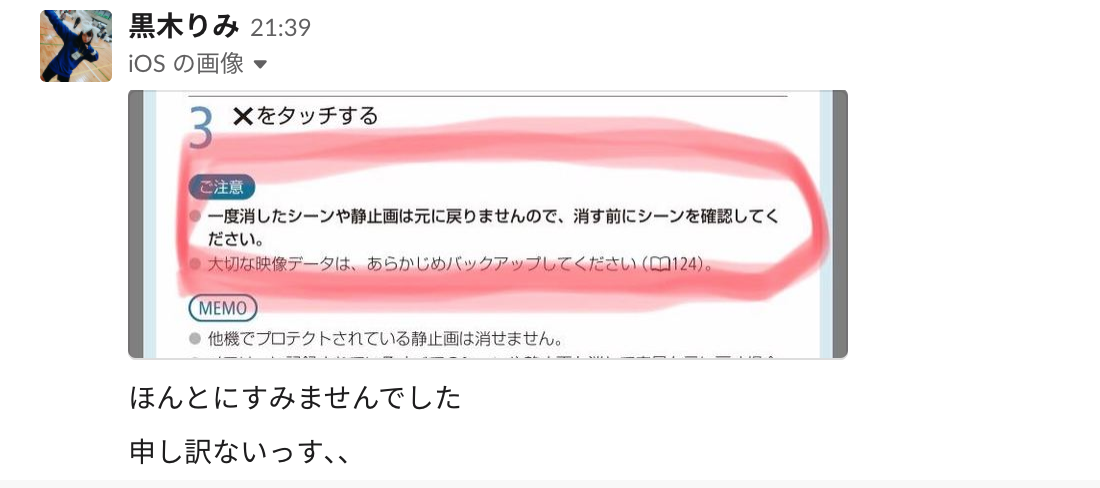 黒木りみ 21:39
iOS の画像
3 ✕をタッチする
ご注意
● 一度消したシーンや静止画は元に戻りませんので、消す前にシーンを確認してく
ださい。
● 大切な映像データは、あらかじめバックアップしてください(📖124)。
MEMO
● 他機でプロテクトされている静止画は消せません。
ほんとにすみませんでした
申し訳ないっす、、